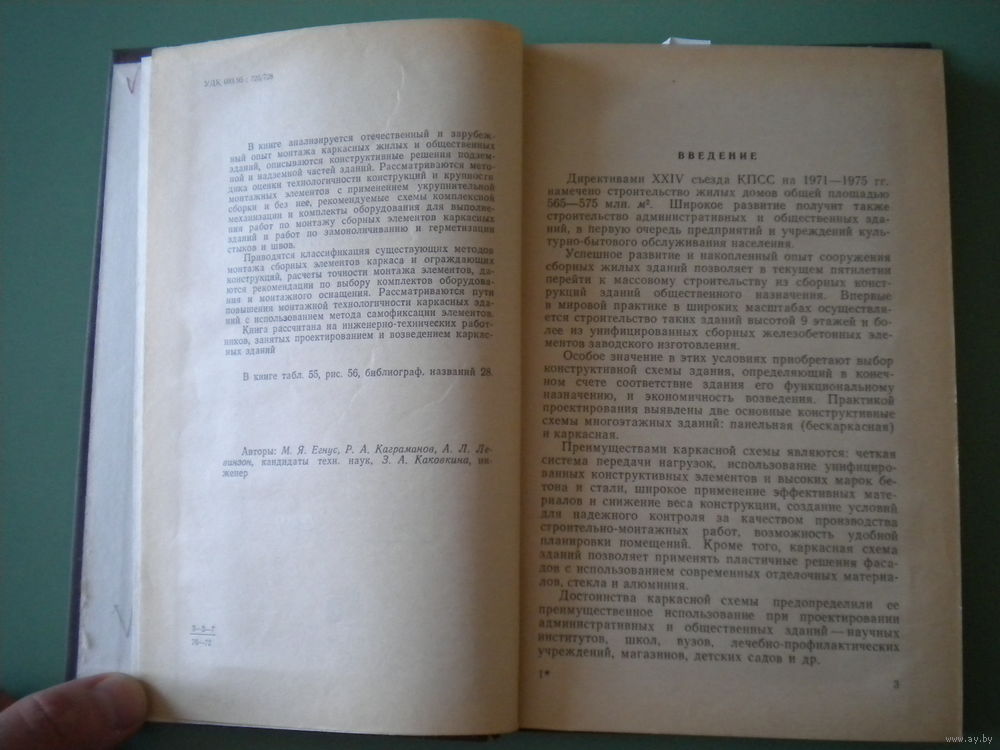 УДК 693.95 : 725/728
В книге анализируется отечественный и зарубеж-
ный опыт монтажа каркасных жилых и общественных
зданий, описываются конструктивные решения подзем-
ной и надземной частей зданий. Рассматриваются мето-
дика оценки технологичности конструкций и крупности
монтажных элементов с применением укрупнительной
сборки и без нее, рекомендуемые схемы комплексной
механизации и комплекты оборудования для выполне-
ния работ по монтажу сборных элементов каркасных
зданий и работ по замоноличиванию и герметизации
стыков и швов.
Приводятся классификация существующих методов
монтажа сборных элементов каркаса и ограждающих
конструкций, расчеты точности монтажа элементов, да-
ются рекомендации по выбору комплектов оборудова-
ния и монтажного оснащения. Рассматриваются пути
повышения монтажной технологичности каркасных зда-
ний с использованием метода самофиксации элементов.
Книга рассчитана на инженерно-технических работ-
ников, занятых проектированием и возведением каркас-
ных зданий
В книге табл. 55, рис. 56, библиограф. названий 28.
Авторы: М. Я. Егнус, Р. А. Каграманов, А. Л. Ле-
винзон, кандидаты техн. наук, З. А. Каковкина, ин-
женер
3—2—7
76—72
ВВЕДЕНИЕ
Директивами XXIV съезда КПСС на 1971—1975 гг.
намечено строительство жилых домов общей площадью
565—575 млн. м². Широкое развитие получит также
строительство административных и общественных зда-
ний, в первую очередь предприятий и учреждений куль-
турно-бытового обслуживания населения.
Успешное развитие и накопленный опыт сооружения
сборных жилых зданий позволяет в текущем пятилетии
перейти к массовому строительству из сборных конст-
рукций зданий общественного назначения. Впервые
в мировой практике в широких масштабах осуществля-
ется строительство таких зданий высотой 9 этажей и бо-
лее из унифицированных сборных железобетонных эле-
ментов заводского изготовления.
Особое значение в этих условиях приобретают выбор
конструктивной схемы здания, определяющий в конеч-
ном счете соответствие здания его функциональному
назначению, и экономичность возведения. Практикой
проектирования выявлены две основные конструктивные
схемы многоэтажных зданий: панельная (бескаркасная)
и каркасная.
Преимуществами каркасной схемы являются: четкая
система передачи нагрузок, использование унифициро-
ванных конструктивных элементов и высоких марок бе-
тона и стали, широкое применение эффективных мате-
риалов и снижение веса конструкции, создание условий
для надежного контроля за качеством производства
строительно-монтажных работ, возможность удобной
планировки помещений. Кроме того, каркасная схема
зданий позволяет применять пластичные решения фаса-
дов с использованием современных отделочных материа-
лов, стекла и алюминия.
Достоинства каркасной схемы предопределили ее
преимущественное использование при проектировании
административных и общественных зданий — научных
институтов, школ, вузов, лечебно-профилактических
учреждений, магазинов, детских садов и др.
1*
3
www.ay.by